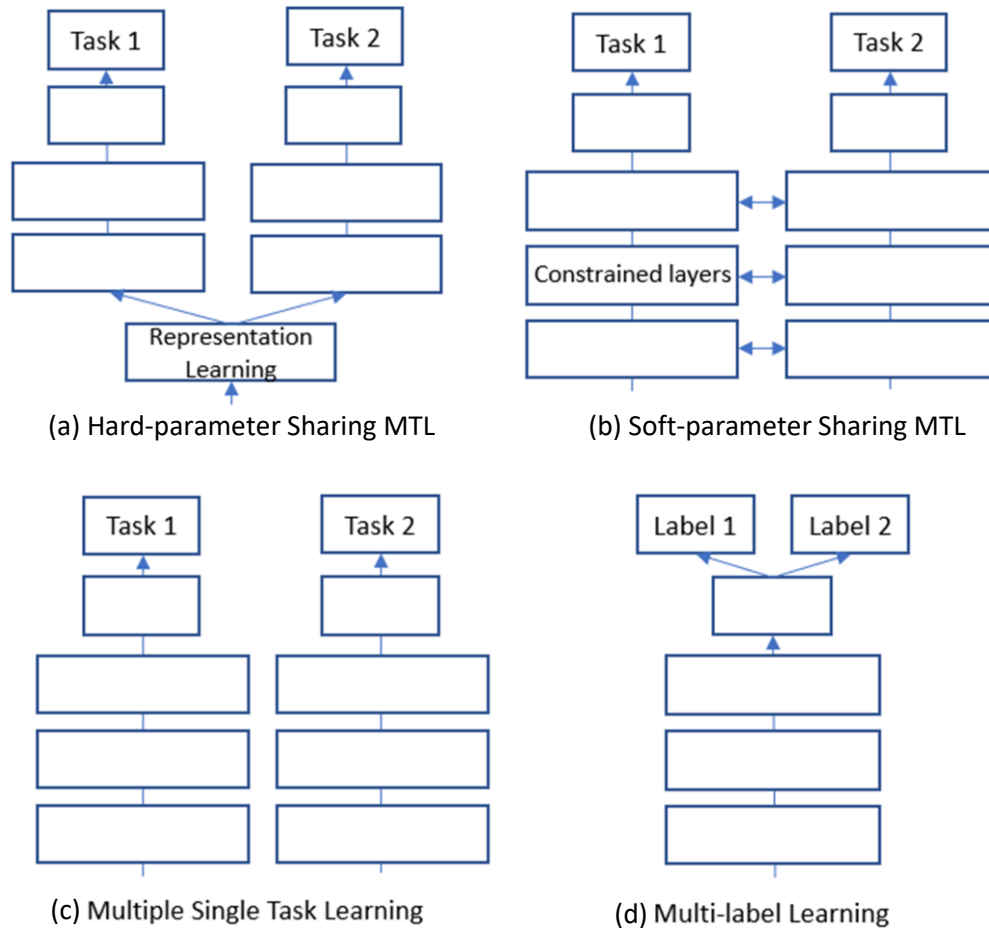 Task 1
Task 2
Representation
Learning
(a) Hard-parameter Sharing MTL
Task 1
Task 2
Constrained layers
(b) Soft-parameter Sharing MTL
Task 1
Task 2
(c) Multiple Single Task Learning
Label 1
Label 2
(d) Multi-label Learning